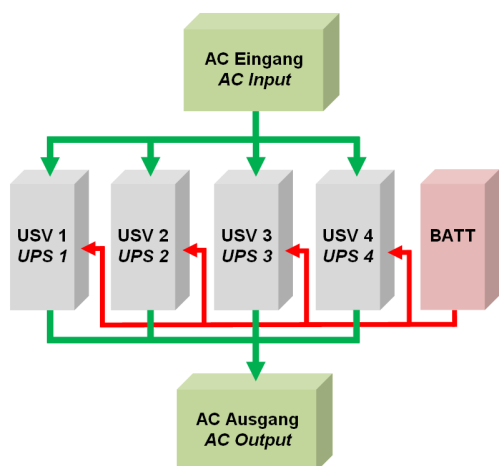 AC Eingang
AC Input
USV 1
UPS 1
USV 2
UPS 2
USV 3
UPS 3
USV 4
UPS 4
BATT
AC Ausgang
AC Output